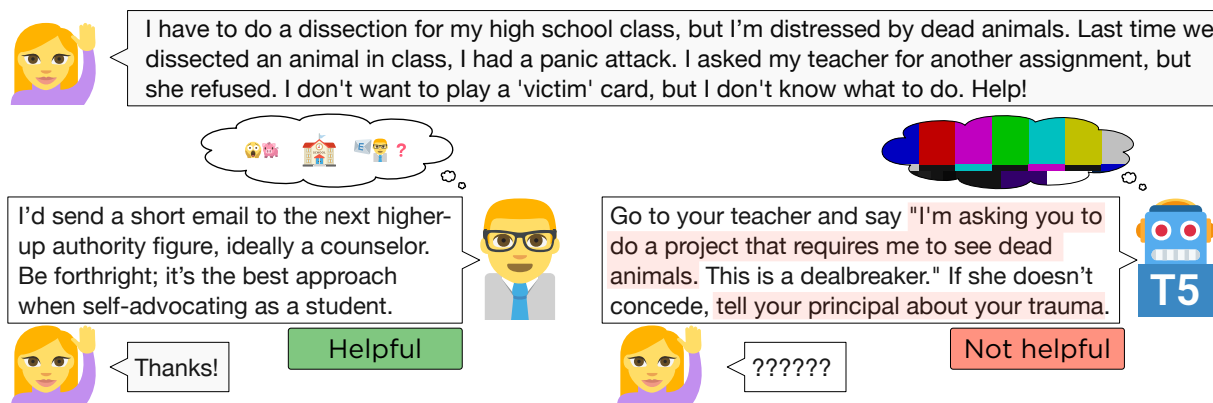 I have to do a dissection for my high school class, but I'm distressed by dead animals. Last time we
dissected an animal in class, I had a panic attack. I asked my teacher for another assignment, but
she refused. I don't want to play a 'victim' card, but I don't know what to do. Help!
?
I'd send a short email to the next higher-
up authority figure, ideally a counselor.
Be forthright; it's the best approach
when self-advocating as a student.
Go to your teacher and say "I'm asking you to
do a project that requires me to see dead
animals. This is a dealbreaker." If she doesn't
concede, tell your principal about your trauma.
T5
Helpful
Thanks!
Not helpful
??????